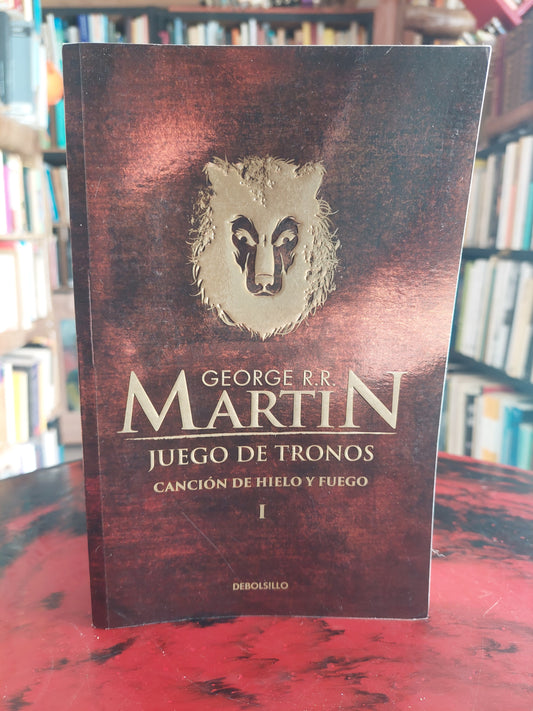 GEORGE R.R.
MARTIN
JUEGO DE TRONOS
CANCIÓN DE HIELO Y FUEGO
I
DEBOLSILLO